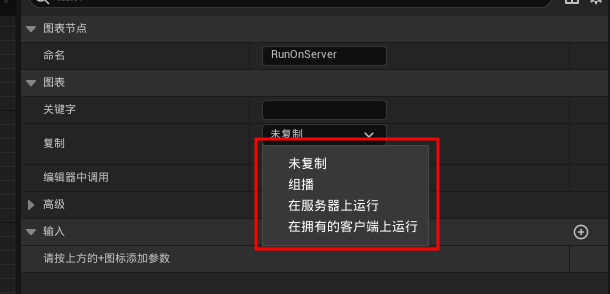 图表节点
命名 RunOnServer
图表
关键字
复制 未复制
未复制
组播
在服务器上运行
在拥有的客户端上运行
编辑器中调用
高级
输入
请按上方的+图标添加参数